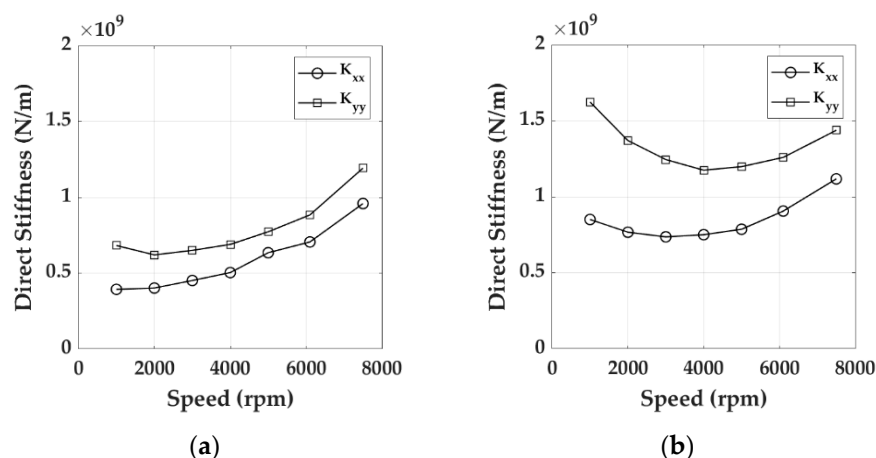 ×10⁹
2
1.5
1
0.5
0
Direct Stiffness (N/m)
K_xx
K_yy
0 2000 4000 6000 8000
Speed (rpm)
(a)
×10⁹
2
1.5
1
0.5
0
Direct Stiffness (N/m)
K_xx
K_yy
0 2000 4000 6000 8000
Speed (rpm)
(b)